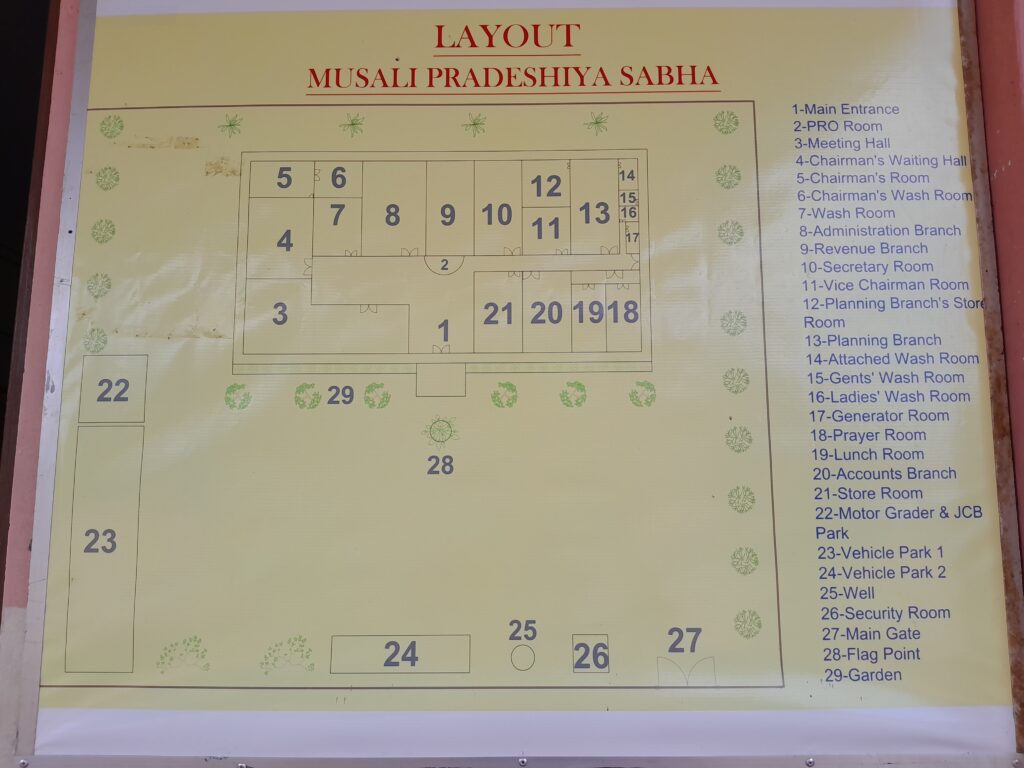 LAYOUT
MUSALI PRADESHIYA SABHA
1-Main Entrance
2-PRO Room
3-Meeting Hall
4-Chairman's Waiting Hall
5-Chairman's Room
6-Chairman's Wash Room
7-Wash Room
8-Administration Branch
9-Revenue Branch
10-Secretary Room
11-Vice Chairman Room
12-Planning Branch's Store
Room
13-Planning Branch
14-Attached Wash Room
15-Gents' Wash Room
16-Ladies' Wash Room
17-Generator Room
18-Prayer Room
19-Lunch Room
20-Accounts Branch
21-Store Room
22-Motor Grader & JCB
Park
23-Vehicle Park 1
24-Vehicle Park 2
25-Well
26-Security Room
27-Main Gate
28-Flag Point
29-Garden
5 6 12 14
15
4 7 8 9 10 11 13 16
17
2
3 1 21 20 19 18
22 29
28
23
24 25 26 27